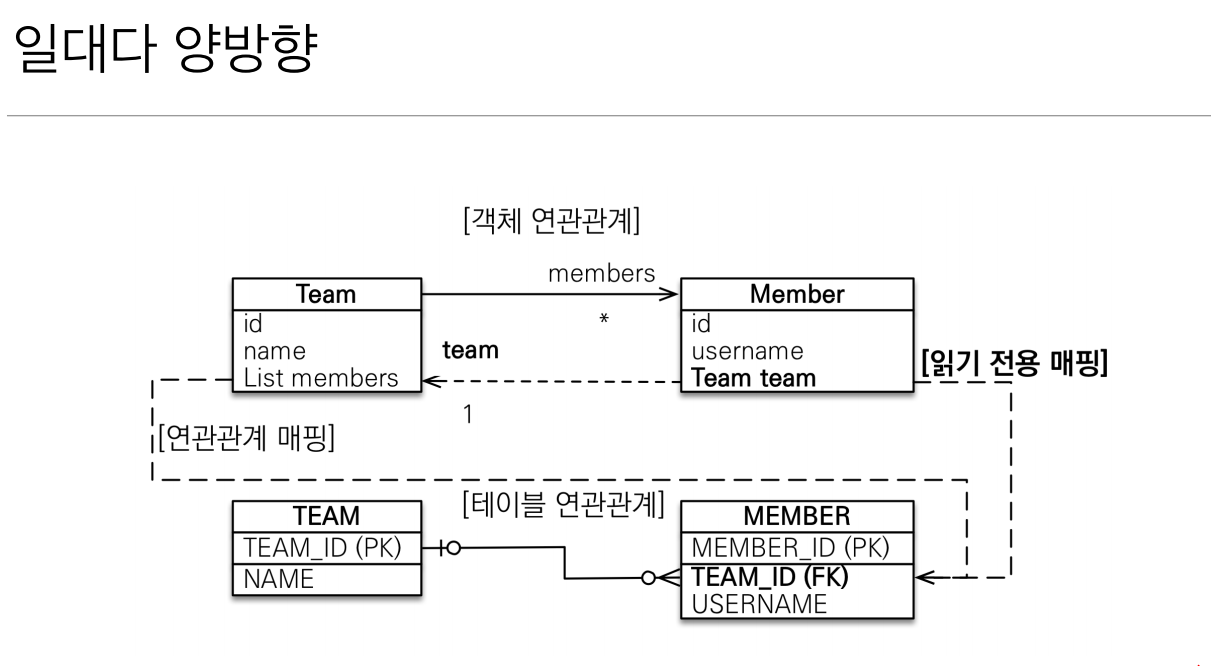 일대다 양방향
[객체 연관관계]
members
Team
Member
*
id
name
List members
team
1
id
username
Team team
[읽기 전용 매핑]
[연관관계 매핑]
[테이블 연관관계]
TEAM
TEAM_ID (PK)
NAME
MEMBER
MEMBER_ID (PK)
TEAM_ID (FK)
USERNAME